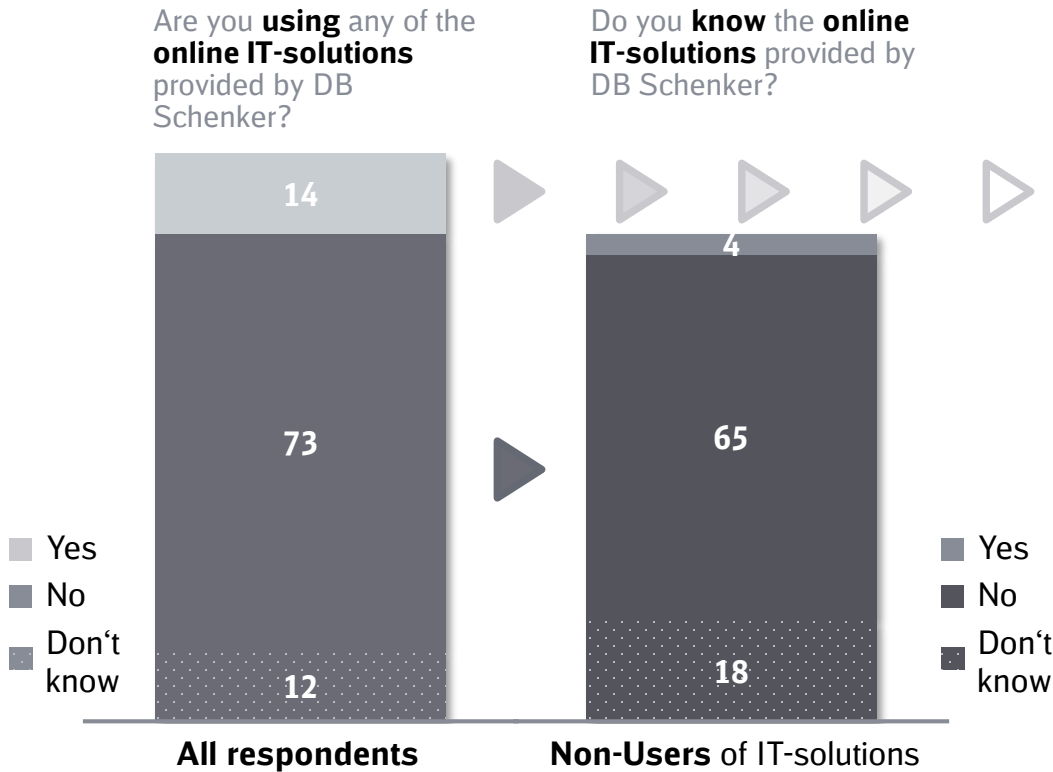 Are you using any of the
online IT-solutions
provided by DB
Schenker?
Do you know the online
IT-solutions provided by
DB Schenker?
14
4
73
65
12
18
Yes
No
Don‘t
know
Yes
No
Don‘t
know
All respondents
Non-Users of IT-solutions